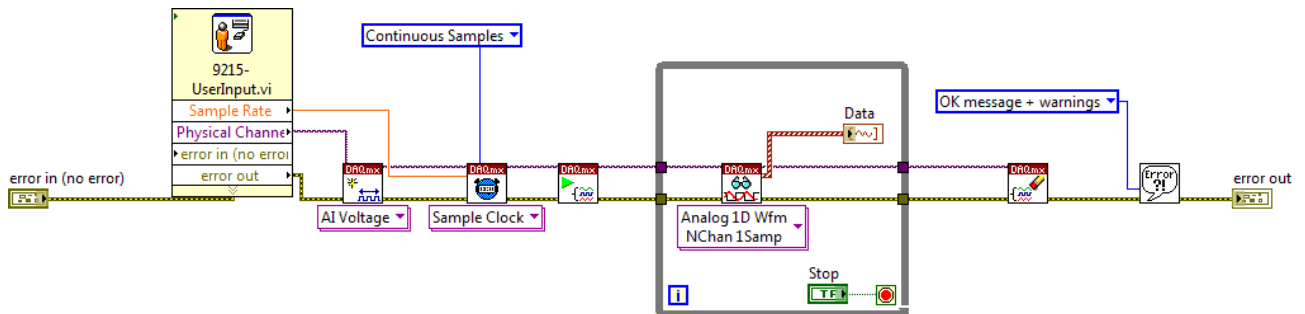 9215-
UserInput.vi
Sample Rate
Physical Channe
error in (no erro
error out
error in (no error)
Continuous Samples
DAQmx
AI Voltage
DAQmx
Sample Clock
DAQmx
DAQmx
Analog 1D Wfm
NChan 1Samp
Data
i
Stop
TF
OK message + warnings
DAQmx
Error
?!
error out